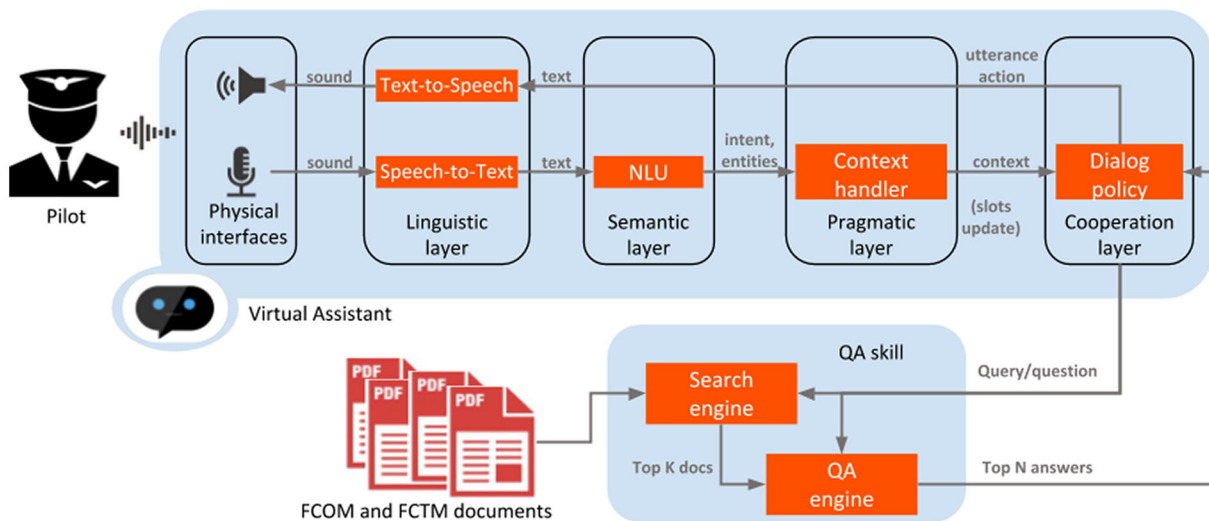 utterance
action
sound
text
Text-to-Speech
intent,
entities
sound
Speech-to-Text
text
NLU
Context
handler
context
Dialog
policy
Pilot
Physical
interfaces
Linguistic
layer
Semantic
layer
Pragmatic
layer
(slots
update)
Cooperation
layer
Virtual Assistant
QA skill
PDF
PDF
PDF
PDF
Search
engine
Query/question
Top K docs
QA
engine
Top N answers
FCOM and FCTM documents